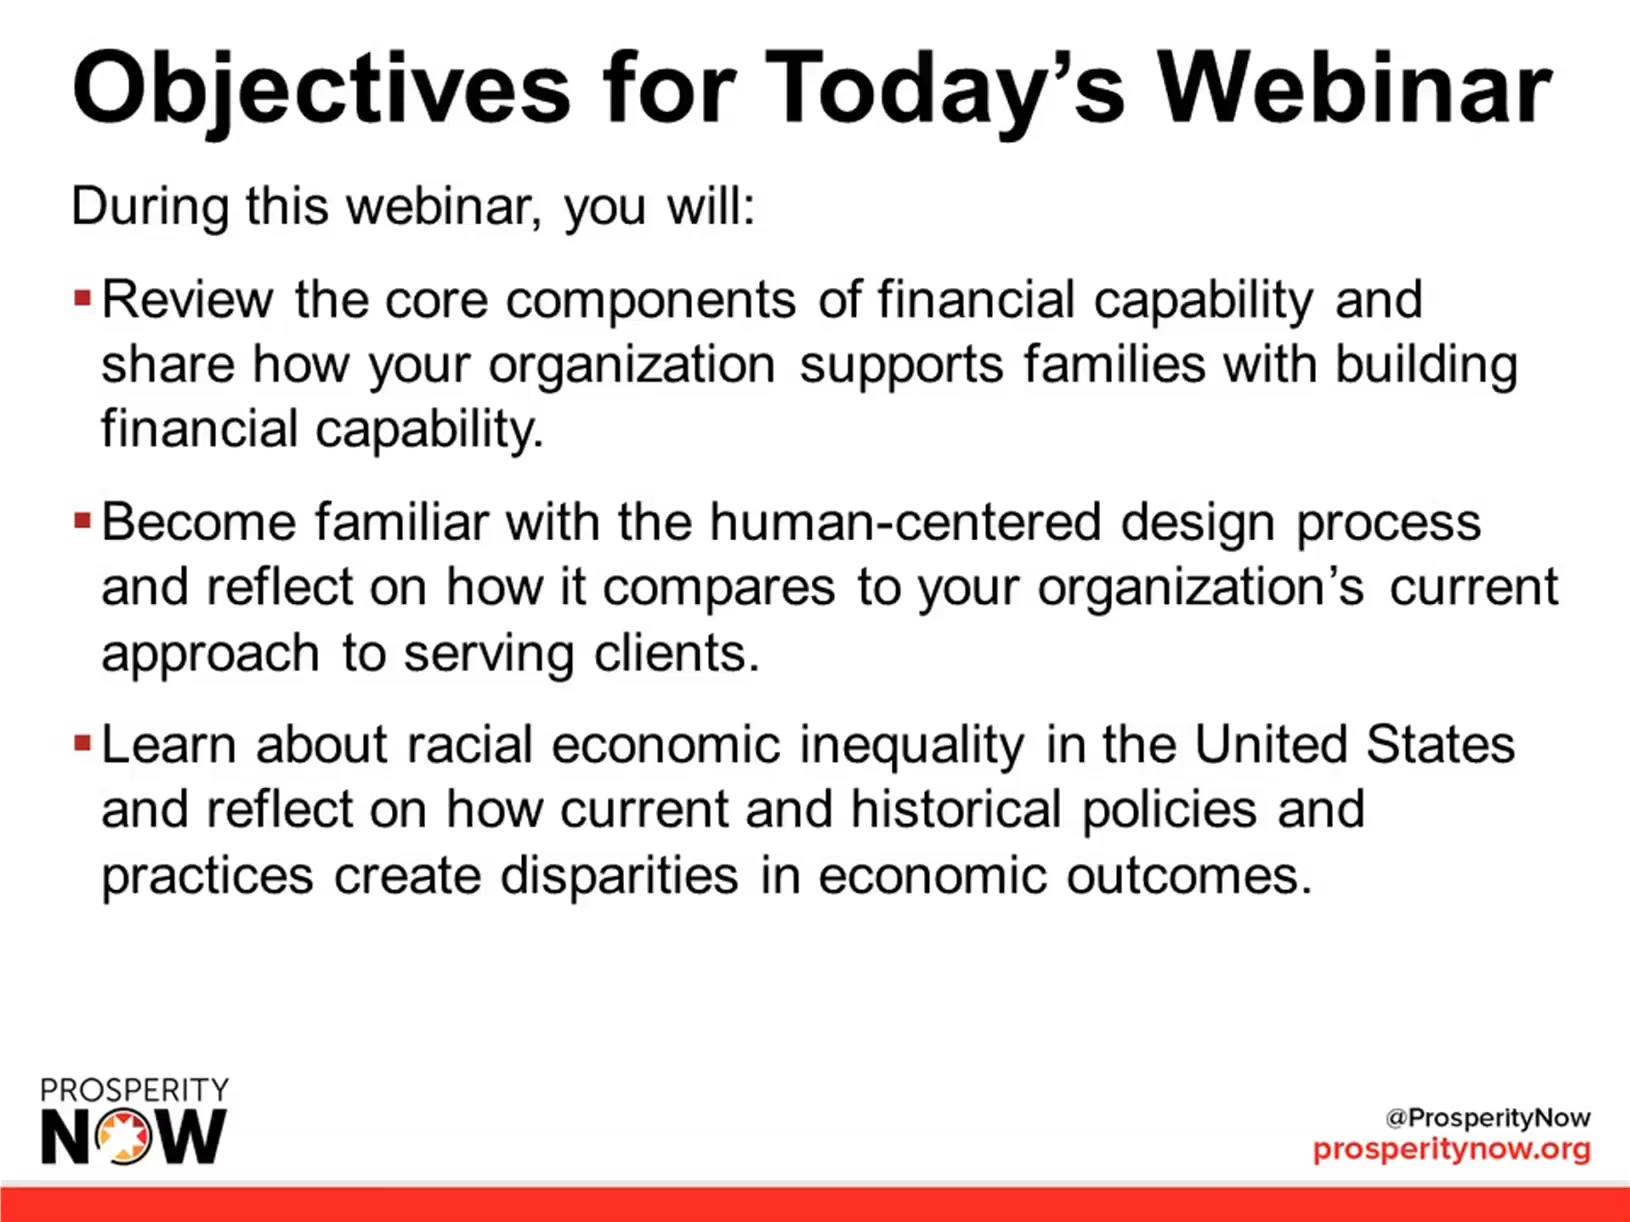 Objectives for Today’s Webinar
During this webinar, you will:
▪ Review the core components of financial capability and
share how your organization supports families with building
financial capability.
▪ Become familiar with the human-centered design process
and reflect on how it compares to your organization’s current
approach to serving clients.
▪ Learn about racial economic inequality in the United States
and reflect on how current and historical policies and
practices create disparities in economic outcomes.
PROSPERITY
NOW
@ProsperityNow
prosperitynow.org